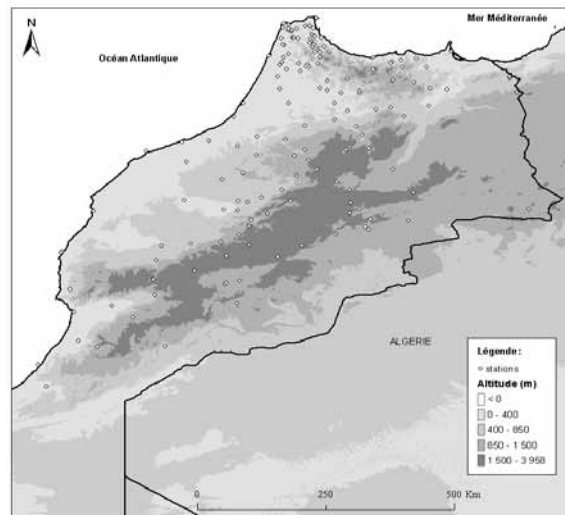 Mer Méditerranée
N
Océan Atlantique
ALGERIE
Légende :
stations
Altitude (m)
< 0
0 - 400
400 - 850
850 - 1 500
1 500 - 3 958
0 250 500 Km